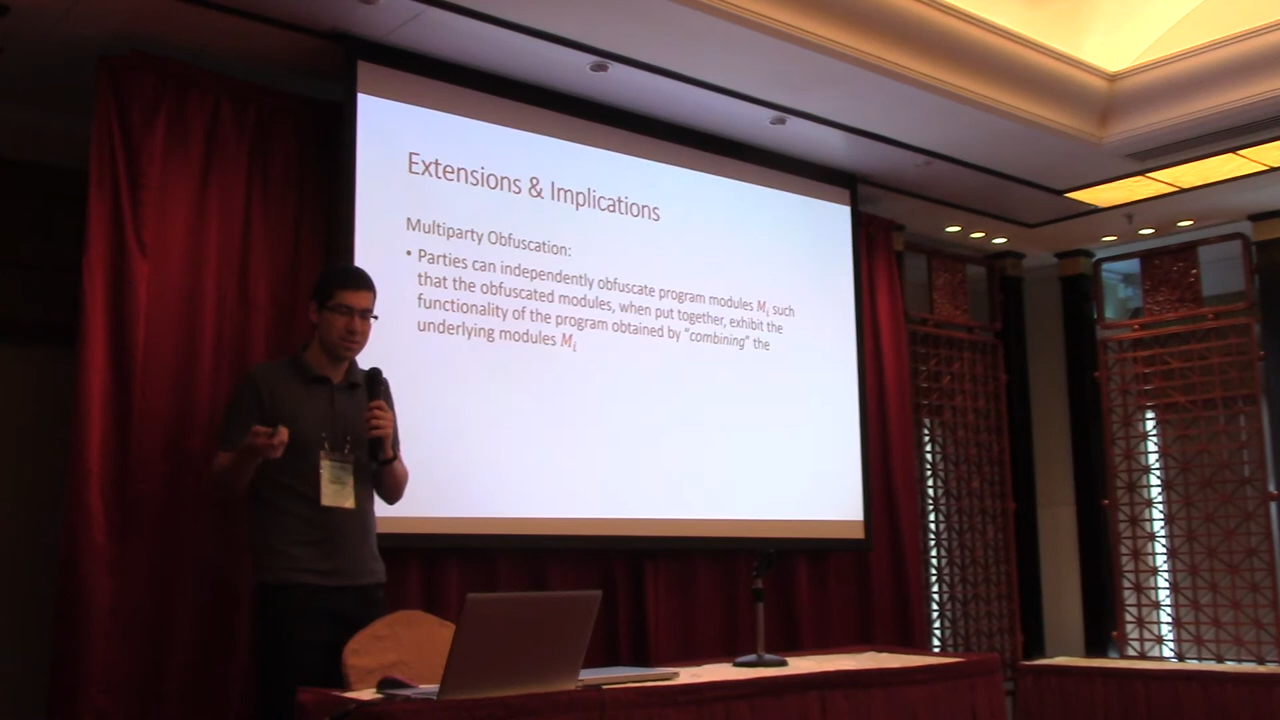 Extensions & Implications
Multiparty Obfuscation:
• Parties can independently obfuscate program modules Mᵢ such
that the obfuscated modules, when put together, exhibit the
functionality of the program obtained by "combining" the
underlying modules Mᵢ